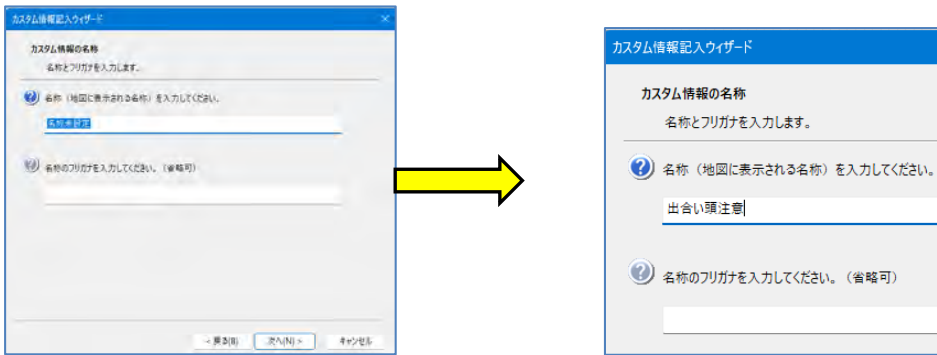 カスタム情報記入ウィザード
カスタム情報の名称
名称とフリガナを入力します。
名称（地図に表示される名称）を入力してください。
名称未設定
名称のフリガナを入力してください。（省略可）
< 戻る(B)
次へ(N) >
キャンセル
カスタム情報記入ウィザード
カスタム情報の名称
名称とフリガナを入力します。
名称（地図に表示される名称）を入力してください。
出合い頭注意
名称のフリガナを入力してください。（省略可）